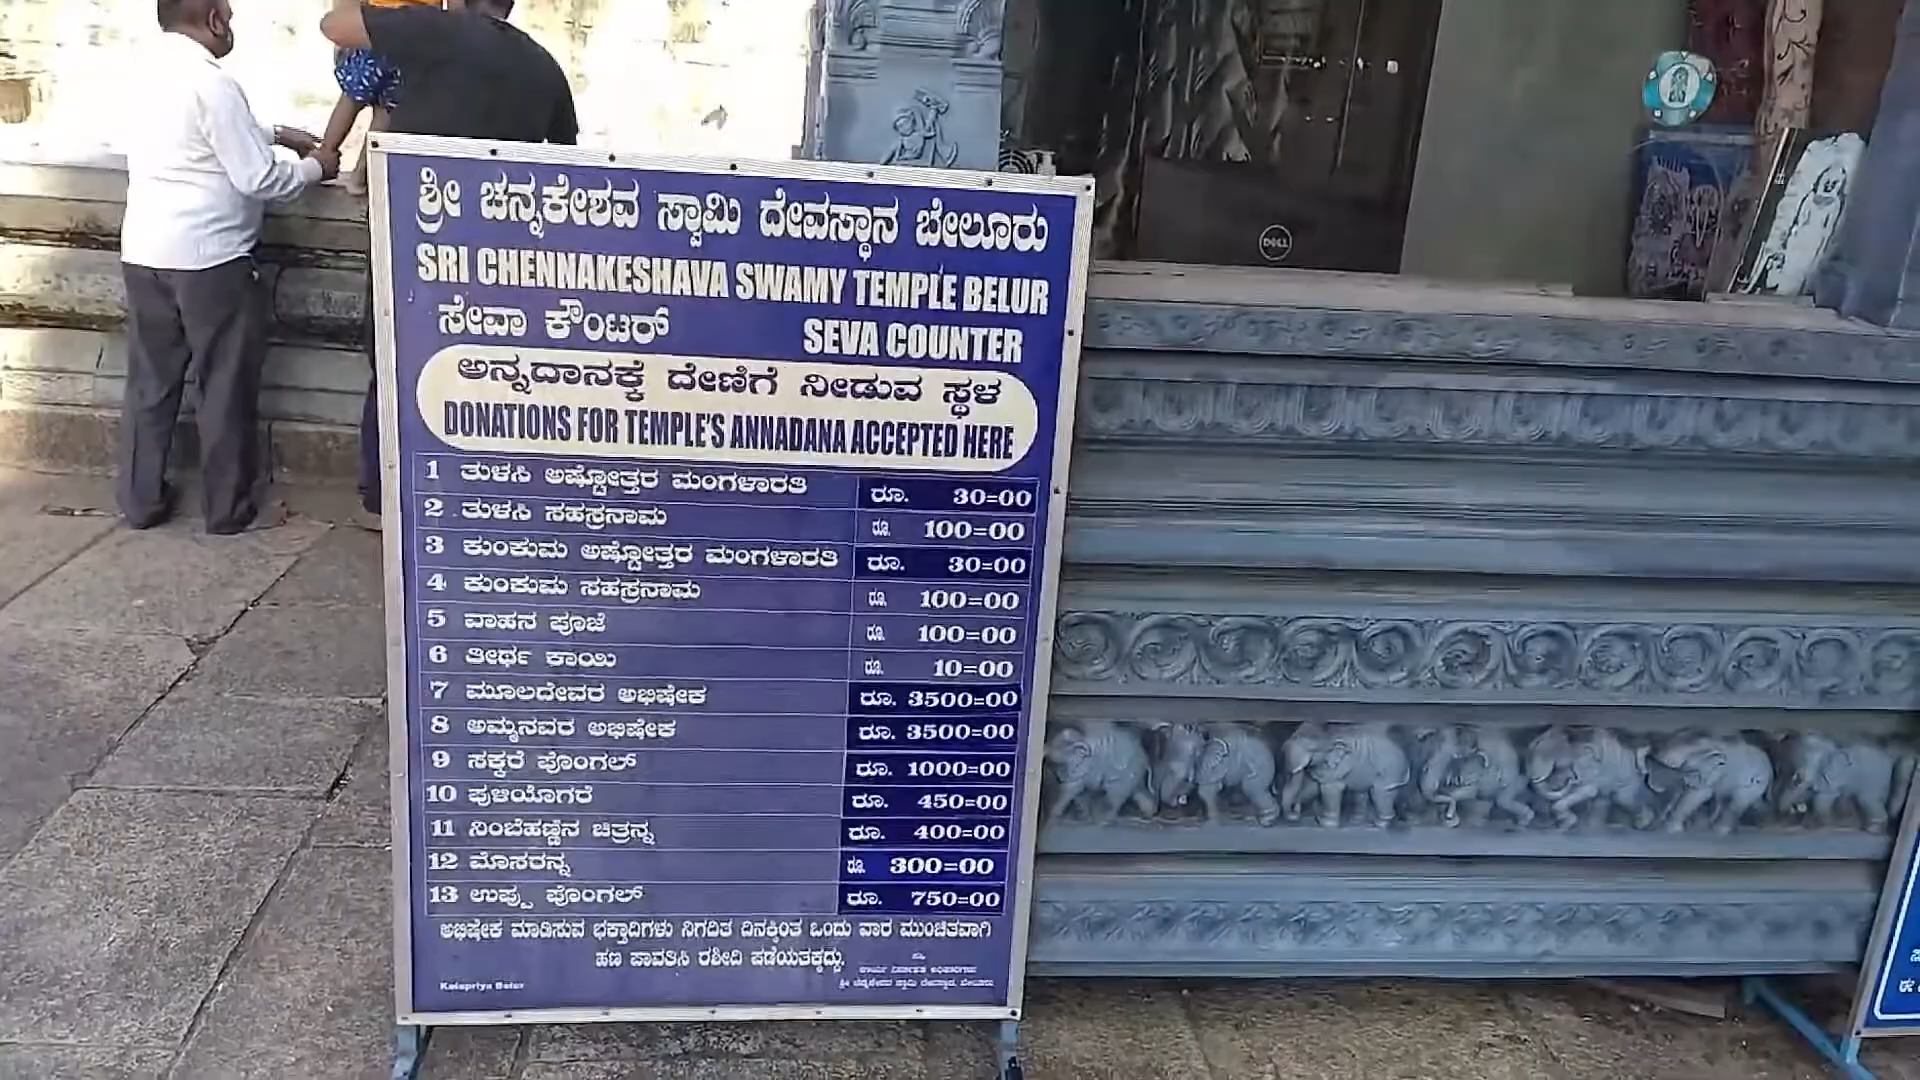 ಶ್ರೀ ಚನ್ನಕೇಶವ ಸ್ವಾಮಿ ದೇವಸ್ಥಾನ ಬೇಲೂರು
SRI CHENNAKESHAVA SWAMY TEMPLE BELUR
ಸೇವಾ ಕೌಂಟರ್ SEVA COUNTER
ಅನ್ನದಾನಕ್ಕೆ ದೇಣಿಗೆ ನೀಡುವ ಸ್ಥಳ
DONATIONS FOR TEMPLE'S ANNADANA ACCEPTED HERE
1 ತುಳಸಿ ಅಷ್ಟೋತ್ತರ ಮಂಗಳಾರತಿ ರೂ. 30=00
2 ತುಳಸಿ ಸಹಸ್ರನಾಮ ರೂ. 100=00
3 ಕುಂಕುಮ ಅಷ್ಟೋತ್ತರ ಮಂಗಳಾರತಿ ರೂ. 30=00
4 ಕುಂಕುಮ ಸಹಸ್ರನಾಮ ರೂ. 100=00
5 ವಾಹನ ಪೂಜೆ ರೂ. 100=00
6 ತೀರ್ಥ ಕಾಯಿ ರೂ. 10=00
7 ಮೂಲದೇವರ ಅಭಿಷೇಕ ರೂ. 3500=00
8 ಅಮ್ಮನವರ ಅಭಿಷೇಕ ರೂ. 3500=00
9 ಸಕ್ಕರೆ ಪೊಂಗಲ್ ರೂ. 1000=00
10 ಪುಳಿಯೊಗರೆ ರೂ. 450=00
11 ನಿಂಬೆಹಣ್ಣಿನ ಚಿತ್ರನ್ನ ರೂ. 400=00
12 ಮೊಸರನ್ನ ರೂ. 300=00
13 ಉಪ್ಪು ಪೊಂಗಲ್ ರೂ. 750=00
ಅಭಿಷೇಕ ಮಾಡಿಸುವ ಭಕ್ತಾದಿಗಳು ನಿಗದಿತ ದಿನಕ್ಕಿಂತ ಒಂದು ವಾರ ಮುಂಚಿತವಾಗಿ
ಹಣ ಪಾವತಿಸಿ ರಶೀದಿ ಪಡೆಯತಕ್ಕದ್ದು.
ಶ್ರೀ ಚನ್ನಕೇಶವ ಸ್ವಾಮಿ ದೇವಸ್ಥಾನ, ಬೇಲೂರು
Kalapriya Belur
DELL